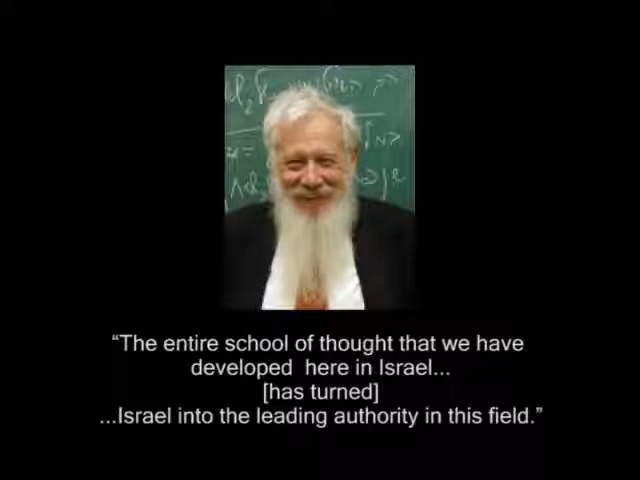 “The entire school of thought that we have
developed here in Israel...
[has turned]
...Israel into the leading authority in this field.”